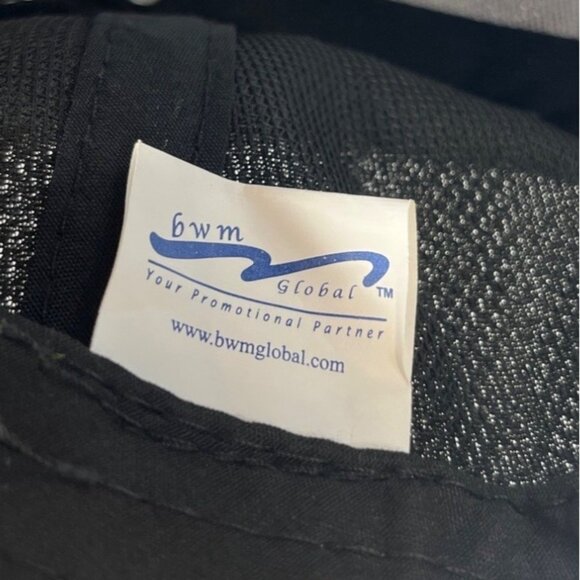 bwm
Global ™
Your Promotional Partner
www.bwmglobal.com